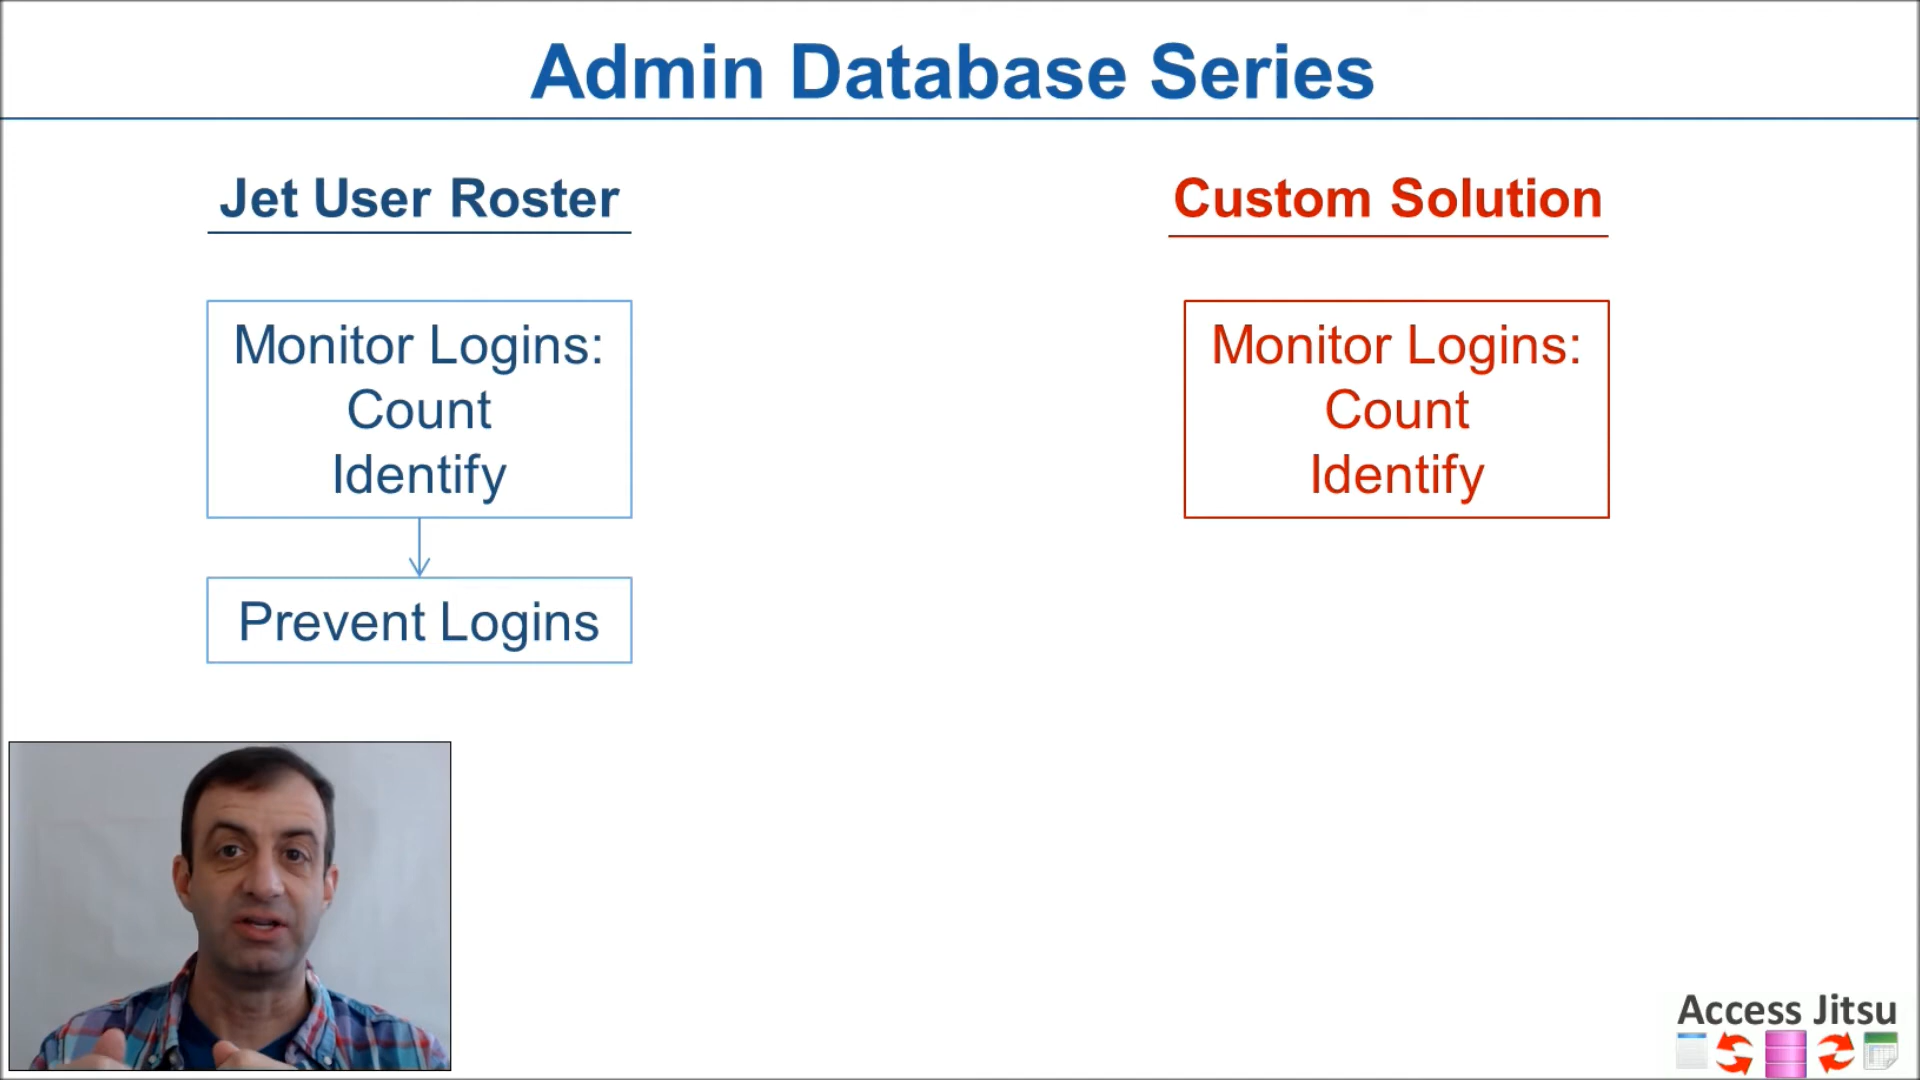 Admin Database Series
Jet User Roster
Monitor Logins:
Count
Identify
Prevent Logins
Custom Solution
Monitor Logins:
Count
Identify
Access Jitsu